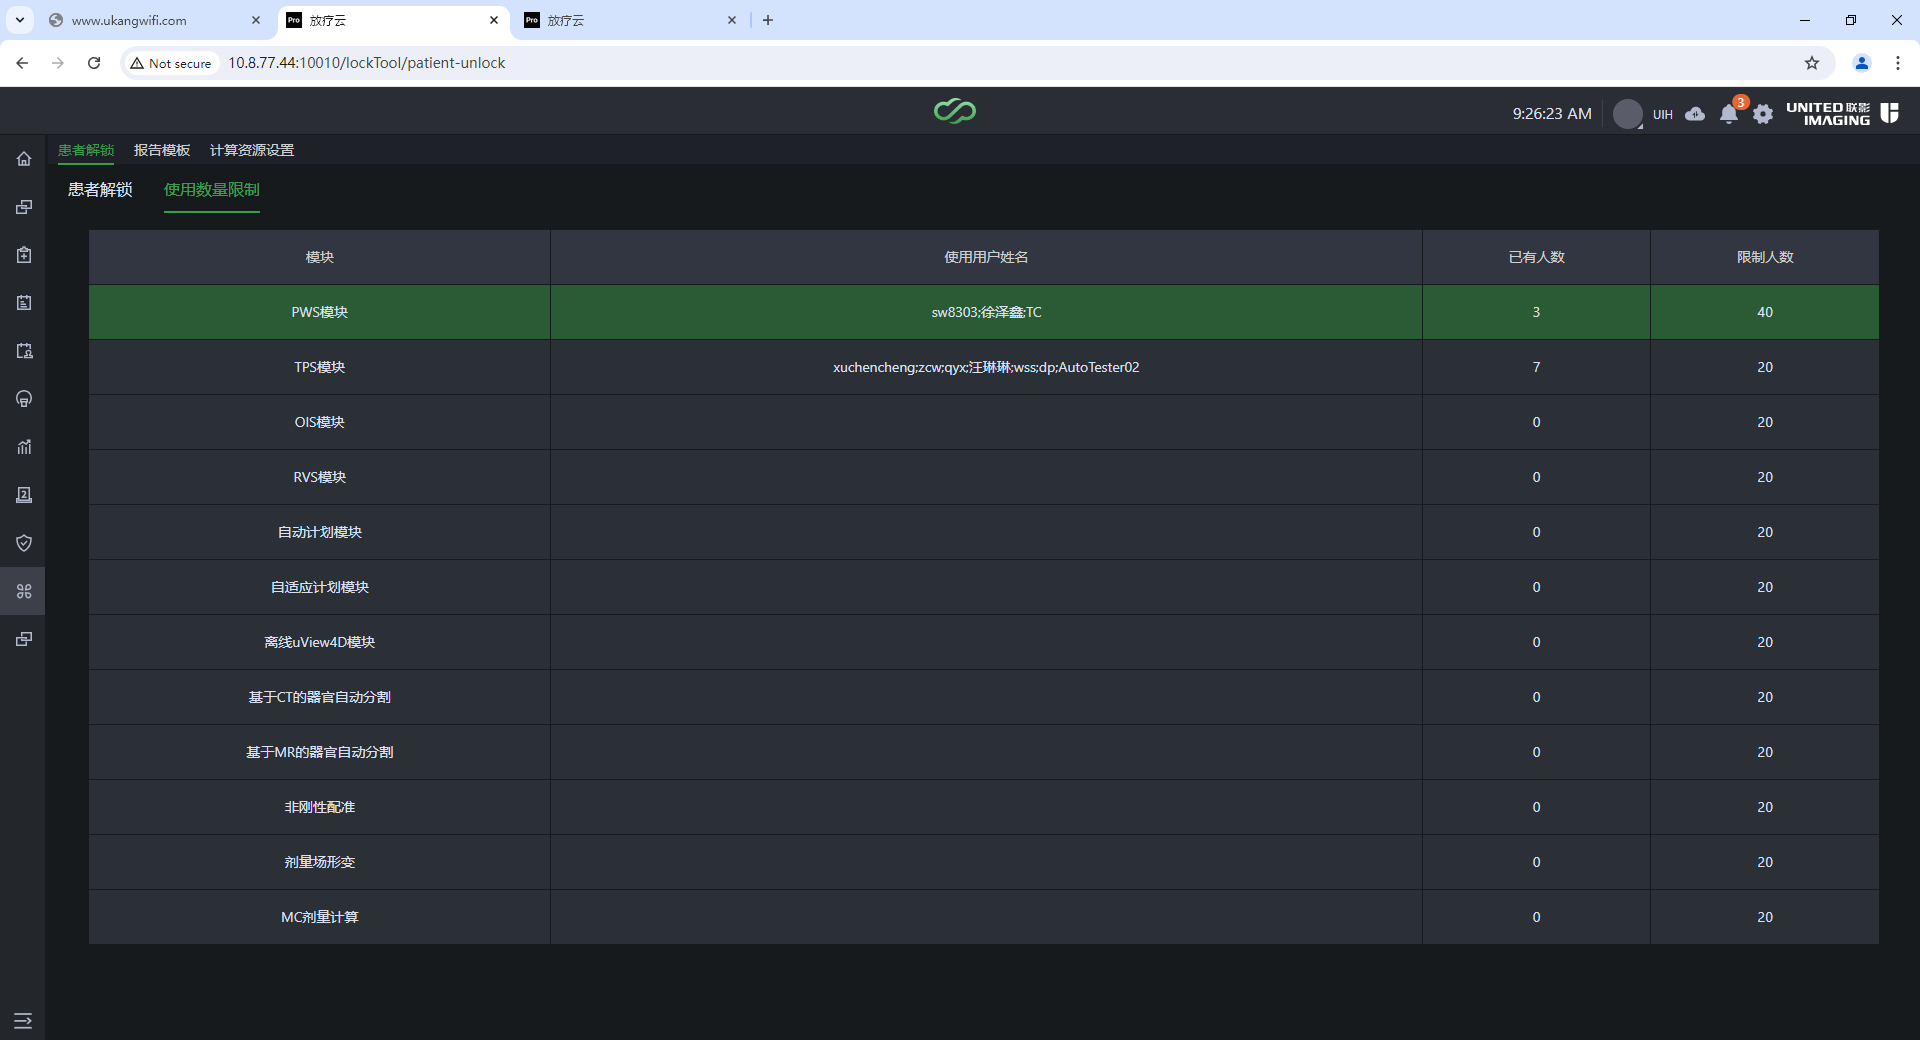 www.ukangwifi.com
Pro 放疗云
Pro 放疗云
Not secure
10.8.77.44:10010/lockTool/patient-unlock
9:26:23 AM
UIH
3
UNITED 联影
IMAGING
患者解锁 报告模板 计算资源设置
患者解锁 使用数量限制
模块 使用用户姓名 已有人数 限制人数
PWS模块 sw8303;徐泽鑫;TC 3 40
TPS模块 xuchencheng;zcw;qyx;汪琳琳;wss;dp;AutoTester02 7 20
OIS模块 0 20
RVS模块 0 20
自动计划模块 0 20
自适应计划模块 0 20
离线uView4D模块 0 20
基于CT的器官自动分割 0 20
基于MR的器官自动分割 0 20
非刚性配准 0 20
剂量场形变 0 20
MC剂量计算 0 20